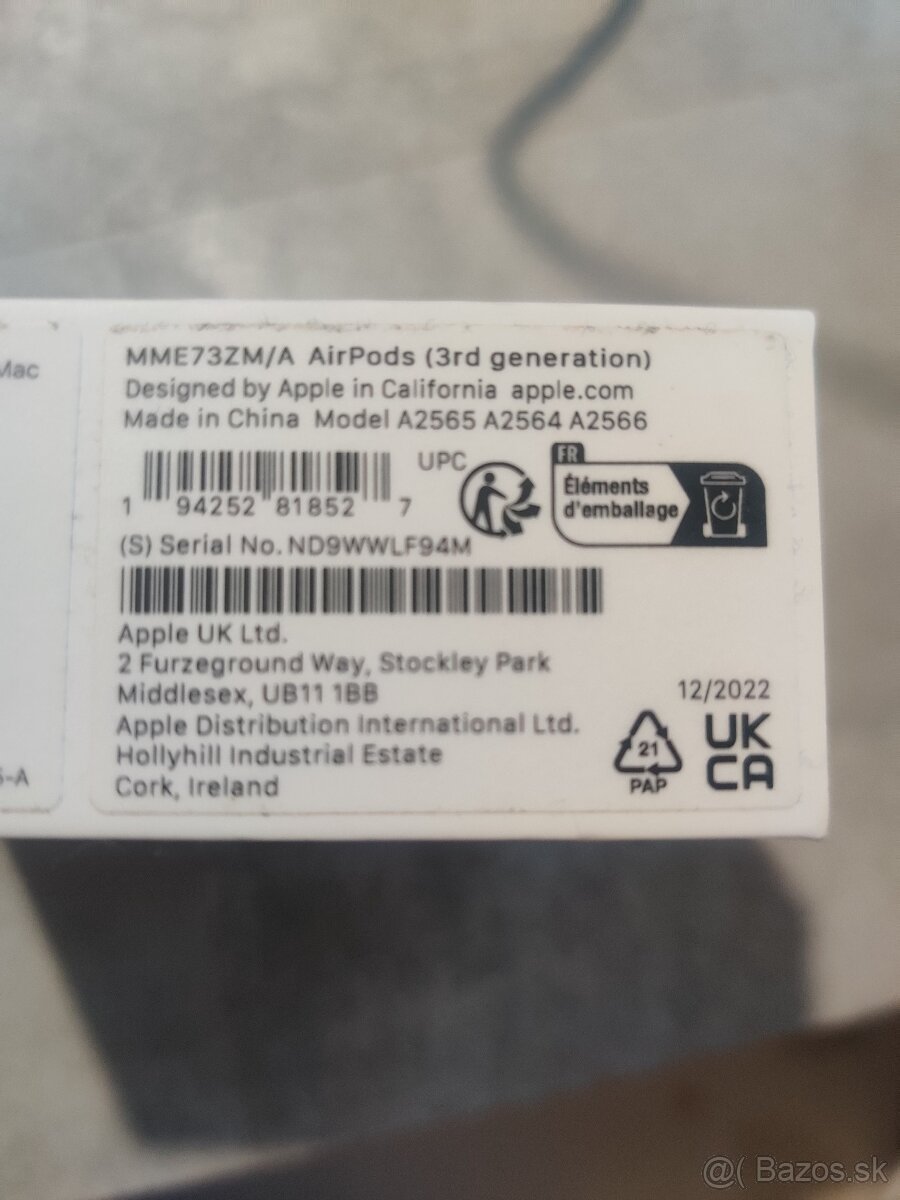 Mac
MME73ZM/A AirPods (3rd generation)
Designed by Apple in California apple.com
Made in China Model A2565 A2564 A2566
UPC
FR
Éléments
d'emballage
1 94252 81852 7
(S) Serial No. ND9WWLF94M
Apple UK Ltd.
2 Furzeground Way, Stockley Park
Middlesex, UB11 1BB
12/2022
Apple Distribution International Ltd.
Hollyhill Industrial Estate
Cork, Ireland
21
PAP
UK
CA
-A
@( Bazos.sk